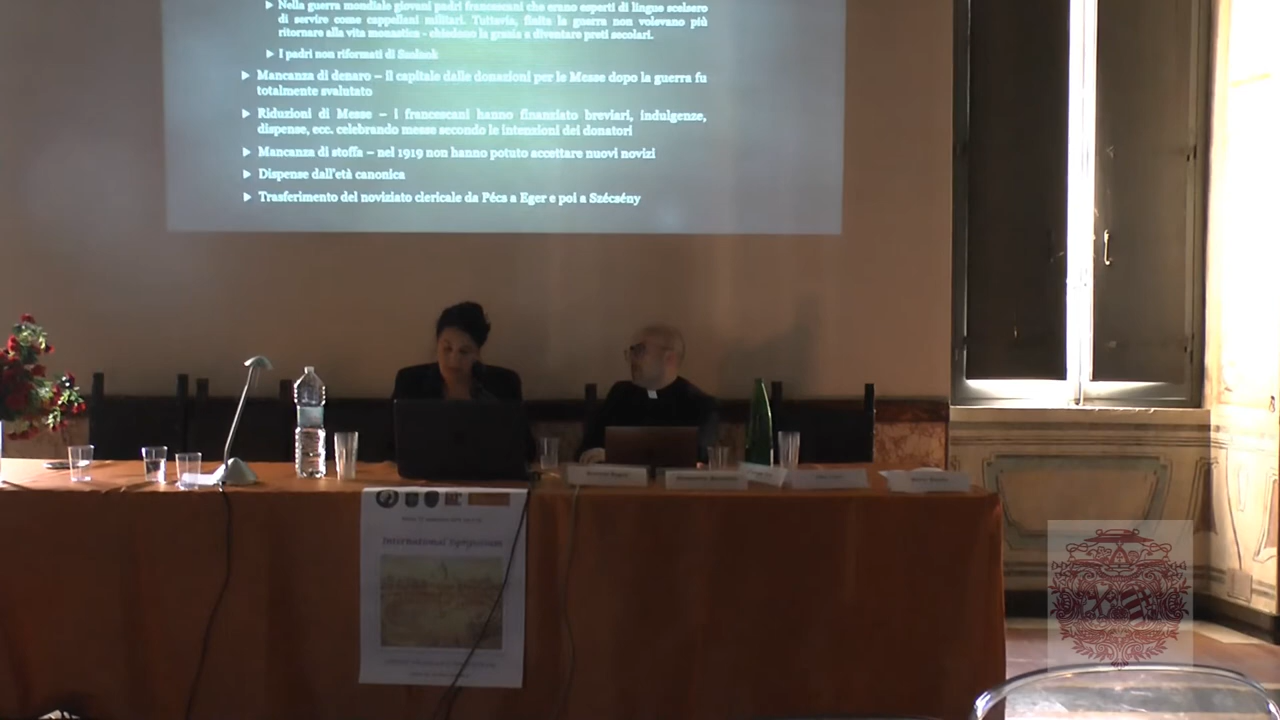 ▶ Nella guerra mondiale giovani padri francescani che erano esperti di lingue scelsero
di servire come cappellani militari. Tuttavia, finita la guerra non volevano più
ritornare alla vita monastica - chiedono la grazia a diventare preti secolari.
▶ I padri non riformati di
▶ Mancanza di denaro – il capitale dalle donazioni per le Messe dopo la guerra fu
totalmente svalutato
▶ Riduzioni di Messe – i francescani hanno finanziato breviari, indulgenze,
dispense, ecc. celebrando messe secondo le intenzioni dei donatori
▶ Mancanza di stoffa – nel 1919 non hanno potuto accettare nuovi novizi
▶ Dispense dall'età canonica
▶ Trasferimento del noviziato clericale da Pécs a Eger e poi a Szécsény
International Symposium